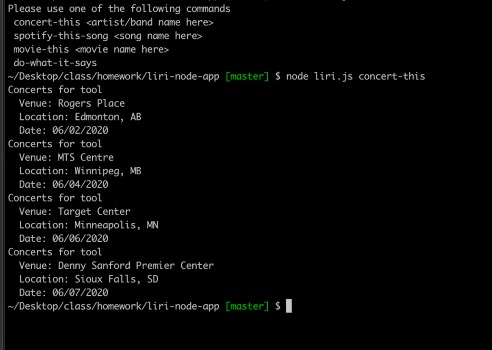 Please use one of the following commands
concert-this <artist/band name here>
spotify-this-song <song name here>
movie-this <movie name here>
do-what-it-says
~/Desktop/class/homework/liri-node-app [master] $ node liri.js concert-this
Concerts for tool
Venue: Rogers Place
Location: Edmonton, AB
Date: 06/02/2020
Concerts for tool
Venue: MTS Centre
Location: Winnipeg, MB
Date: 06/04/2020
Concerts for tool
Venue: Target Center
Location: Minneapolis, MN
Date: 06/06/2020
Concerts for tool
Venue: Denny Sanford Premier Center
Location: Sioux Falls, SD
Date: 06/07/2020
~/Desktop/class/homework/liri-node-app [master] $